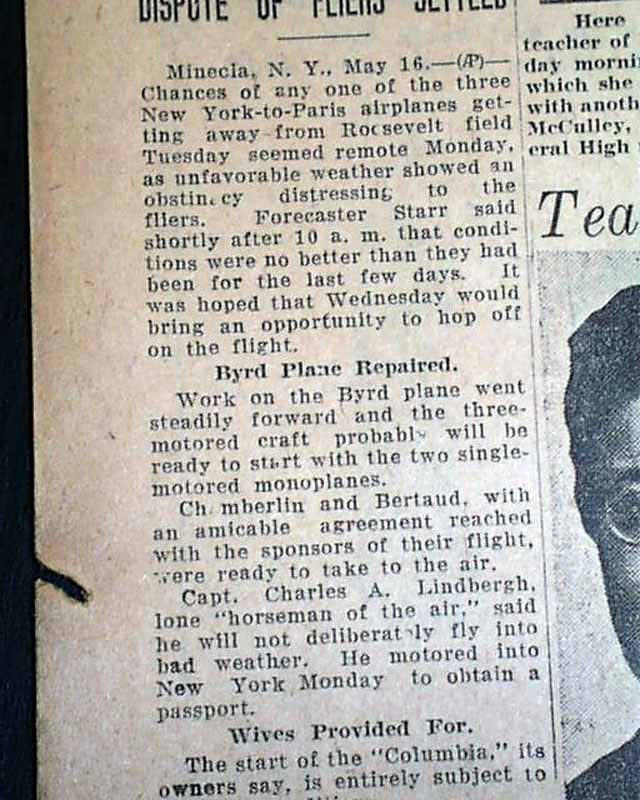 DISPUTE OF FLIERS SETTLED
Minecla, N. Y., May 16.—(AP)—
Chances of any one of the three
New York-to-Paris airplanes get-
ting away from Roosevelt field
Tuesday seemed remote Monday,
as unfavorable weather showed an
obstin cy distressing to the
fliers. Forecaster Starr said
shortly after 10 a. m. that condi-
tions were no better than they had
been for the last few days. It
was hoped that Wednesday would
bring an opportunity to hop off
on the flight.
Byrd Plane Repaired.
Work on the Byrd plane went
steadily forward and the three-
motored craft probably will be
ready to start with the two single-
motored monoplanes.
Ch mberlin and Bertaud, with
an amicable agreement reached
with the sponsors of their flight,
were ready to take to the air.
Capt. Charles A. Lindbergh,
lone "horseman of the air," said
he will not deliberately fly into
bad weather. He motored into
New York Monday to obtain a
passport.
Wives Provided For.
The start of the "Columbia," its
owners say, is entirely subject to
Here
teacher of
day morni
which she
with anoth
McCulley,
eral High
Tea